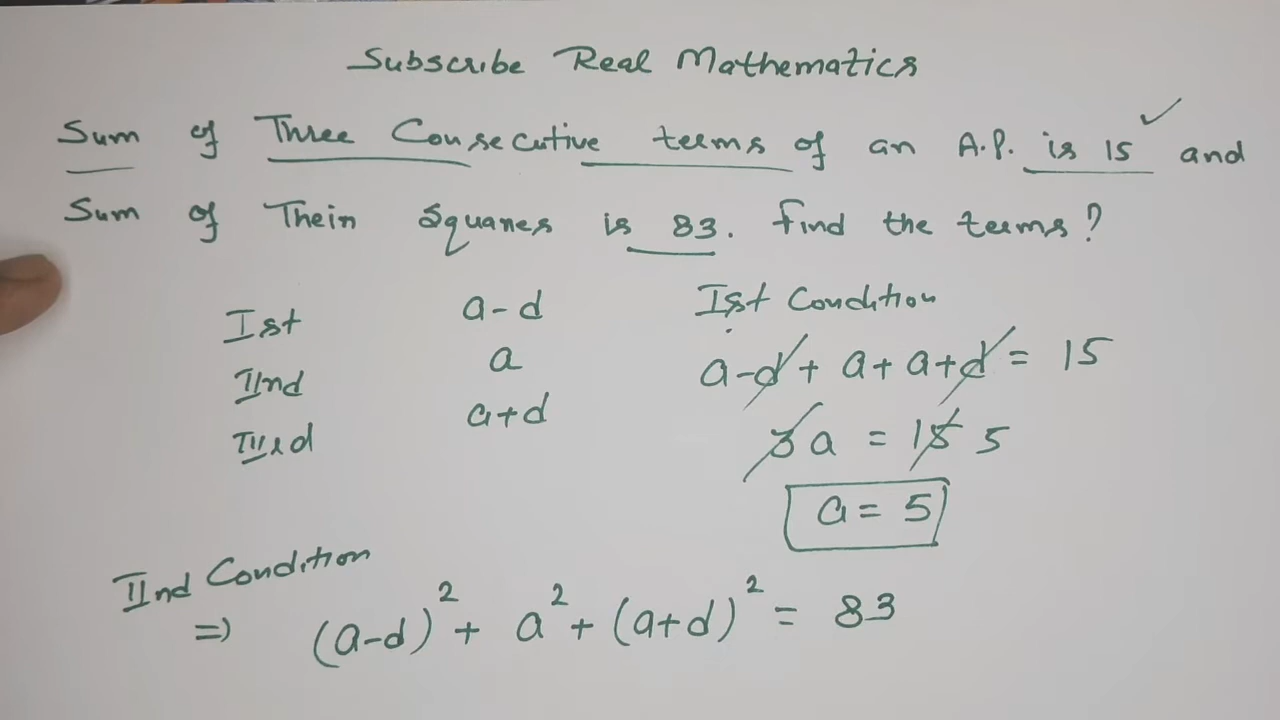 Subscribe Real Mathematics
Sum of Three Consecutive terms of an A.P. is 15 and
Sum of Their Squares is 83. Find the terms?
Ist a-d
IInd a
IIIrd a+d
Ist Condition
a-d + a + a+d = 15
3a = 15 5
a = 5
IInd Condition
=) (a-d)² + a² + (a+d)² = 83